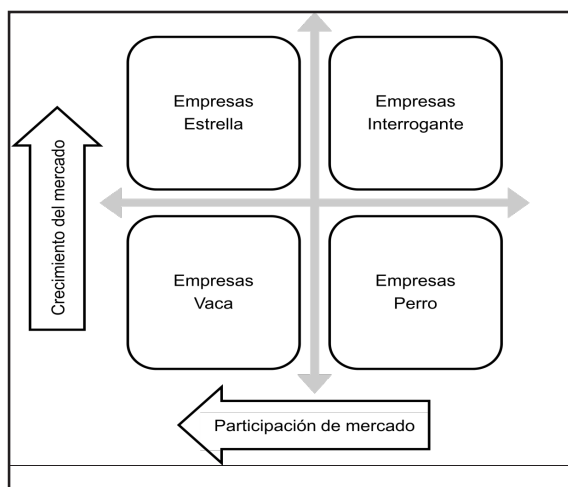 Empresas
Estrella
Empresas
Interrogante
Crecimiento del mercado
Empresas
Vaca
Empresas
Perro
Participación de mercado